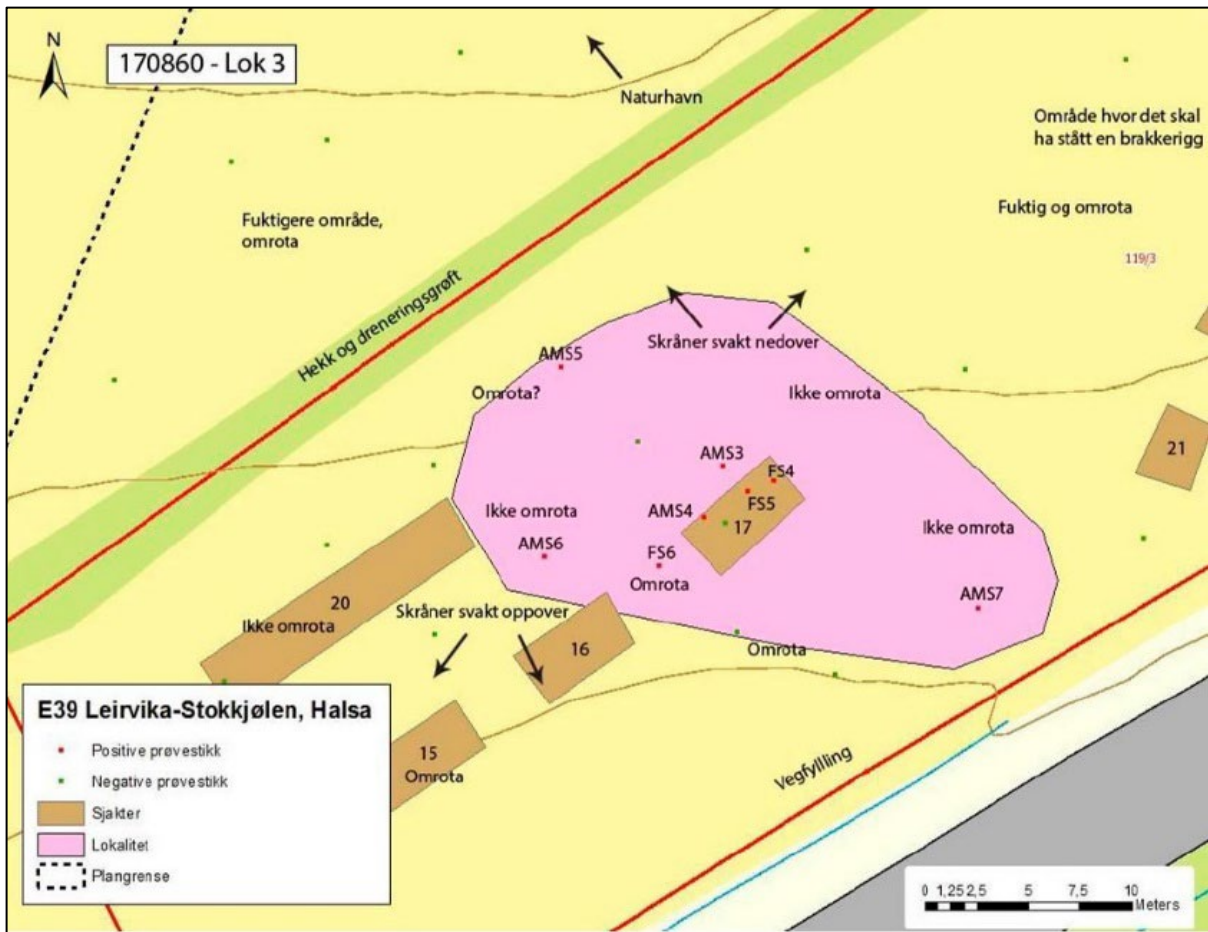 N
170860 - Lok 3
Naturhavn
Område hvor det skal
ha stått en brakkerigg
Fuktigere område,
omrota
Fuktig og omrota
119/3
Hekk og dreneringsgrøft
Skråner svakt nedover
AMS5
Omrota?
Ikke omrota
AMS3
FS4
FS5
AMS4
17
21
Ikke omrota
Ikke omrota
AMS6
FS6
Omrota
AMS7
20
Ikke omrota
Skråner svakt oppover
16
Omrota
15
Omrota
Vegfyllling
E39 Leirvika-Stokkjølen, Halsa
Positive prøvestikk
Negative prøvestikk
Sjakter
Lokalitet
Plangrense
0 1,25 2,5 5 7,5 10
Meters